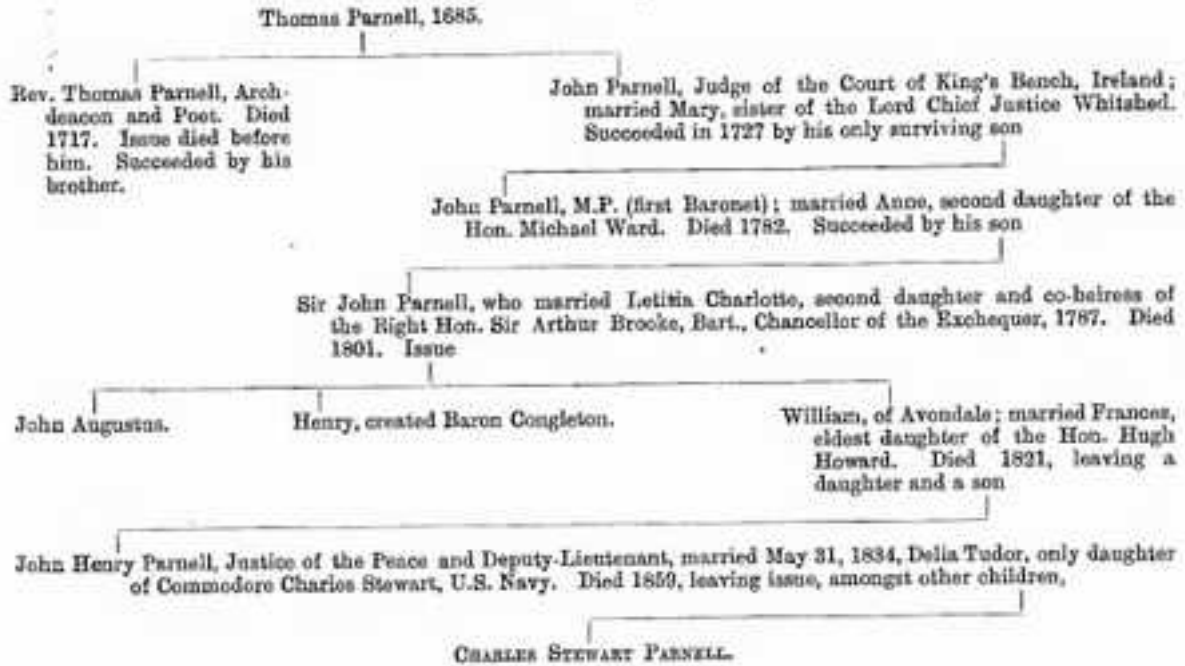 Thomas Parnell, 1685.
Rev. Thomas Parnell, Arch-
deacon and Poet. Died
1717. Issue died before
him. Succeeded by his
brother.
John Parnell, Judge of the Court of King's Bench, Ireland;
married Mary, sister of the Lord Chief Justice Whitshed.
Succeeded in 1727 by his only surviving son
John Parnell, M.P. (first Baronet); married Anne, second daughter of the
Hon. Michael Ward. Died 1782. Succeeded by his son
Sir John Parnell, who married Letitia Charlotte, second daughter and co-heiress of
the Right Hon. Sir Arthur Brooke, Bart., Chancellor of the Exchequer, 1787. Died
1801. Issue
John Augustus.
Henry, created Baron Congleton.
William, of Avondale; married Frances,
eldest daughter of the Hon. Hugh
Howard. Died 1821, leaving a
daughter and a son
John Henry Parnell, Justice of the Peace and Deputy-Lieutenant, married May 31, 1834, Delia Tudor, only daughter
of Commodore Charles Stewart, U.S. Navy. Died 1859, leaving issue, amongst other children,
CHARLES STEWART PARNELL.